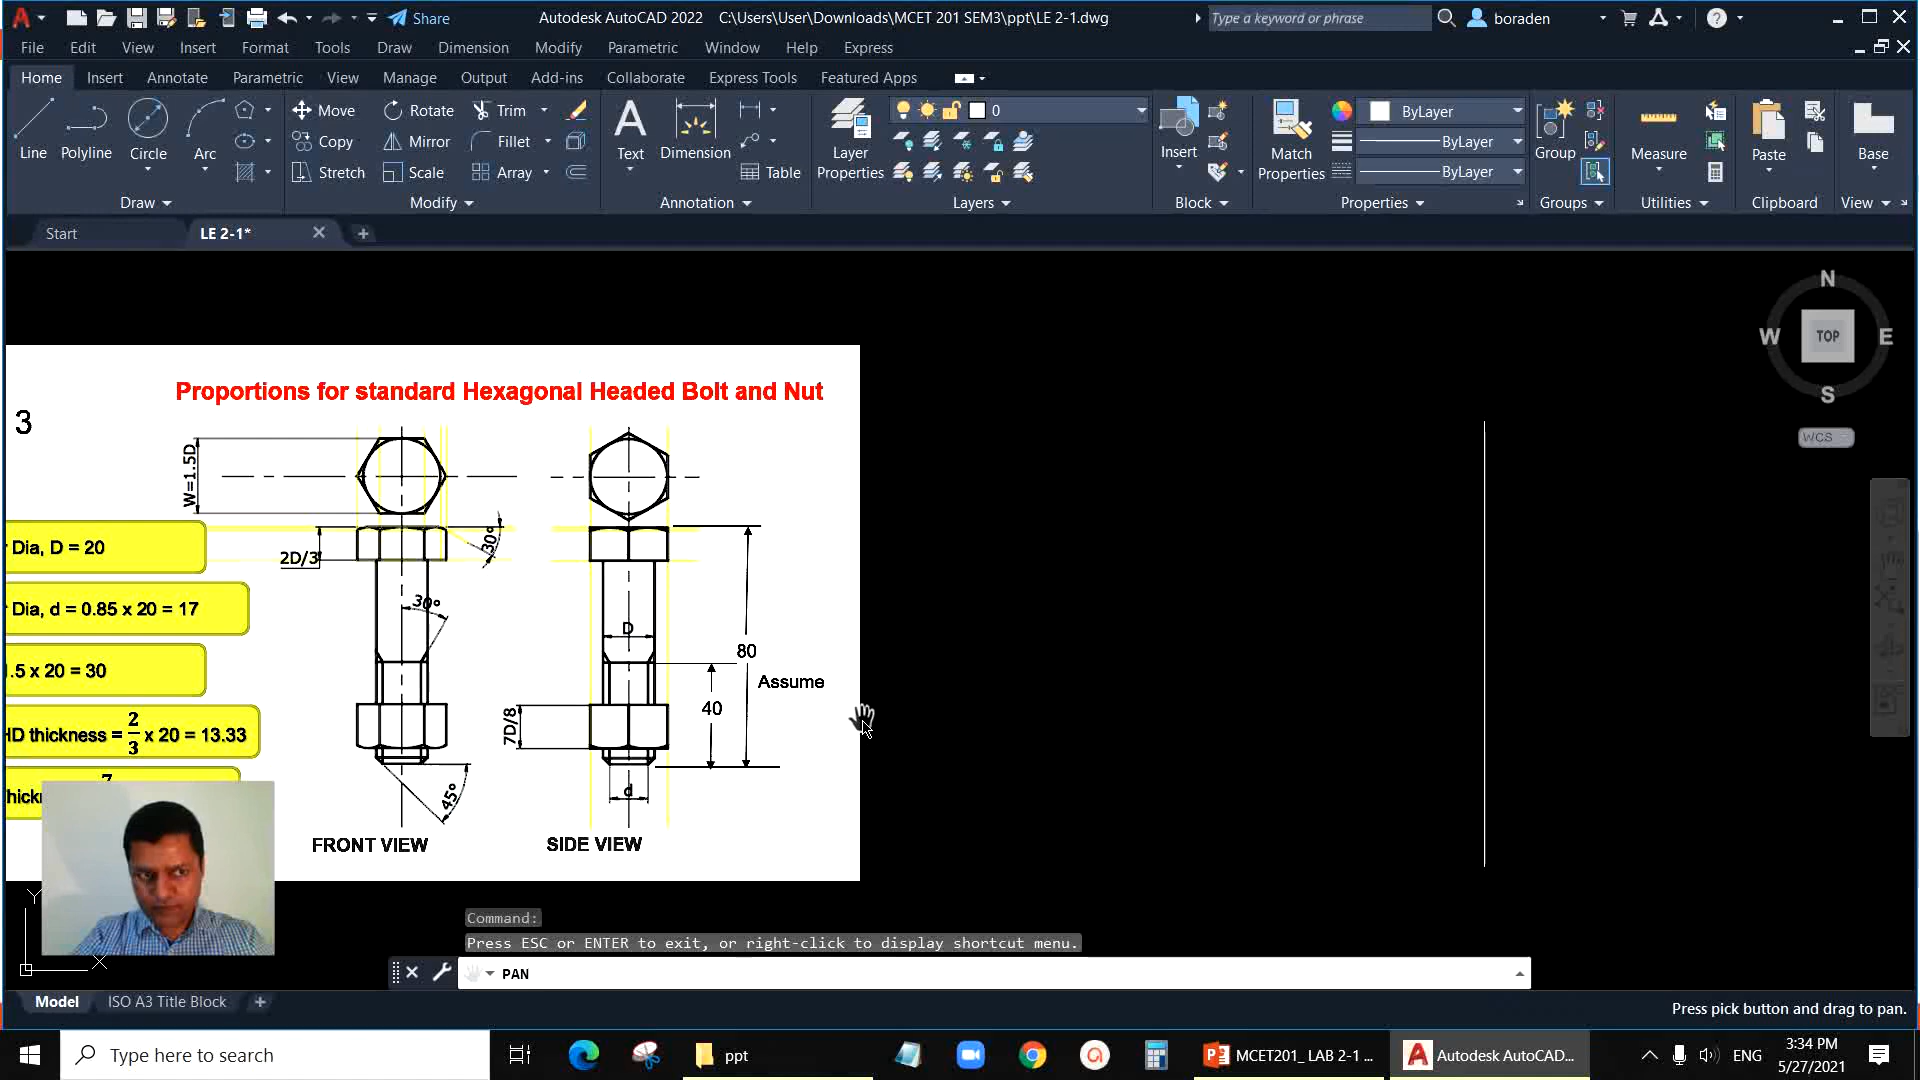 Share
Autodesk AutoCAD 2022 C:\Users\User\Downloads\MCET 201 SEM3\ppt\LE 2-1.dwg
Type a keyword or phrase
boraden
File Edit View Insert Format Tools Draw Dimension Modify Parametric Window Help Express
Home Insert Annotate Parametric View Manage Output Add-ins Collaborate Express Tools Featured Apps
Line Polyline Circle Arc
Move Rotate Trim
Copy Mirror Fillet
Stretch Scale Array
Text Dimension Table
Layer Properties
0
Insert
Match Properties
ByLayer
ByLayer
ByLayer
Group Measure Paste Base
Draw Modify Annotation Layers Block Properties Groups Utilities Clipboard View
Start LE 2-1*
N
W TOP E
S
WCS
Proportions for standard Hexagonal Headed Bolt and Nut
3
W=1.5D
Dia, D = 20
2D/3
30°
Dia, d = 0.85 x 20 = 17
30°
D
80
.5 x 20 = 30
Assume
40
HD thickness = 2/3 x 20 = 13.33
7D/8
7
45°
d
FRONT VIEW SIDE VIEW
Y
X
Command:
Press ESC or ENTER to exit, or right-click to display shortcut menu.
PAN
Model ISO A3 Title Block
Press pick button and drag to pan.
Type here to search
ppt
MCET201_ LAB 2-1 ...
Autodesk AutoCAD...
ENG
3:34 PM
5/27/2021